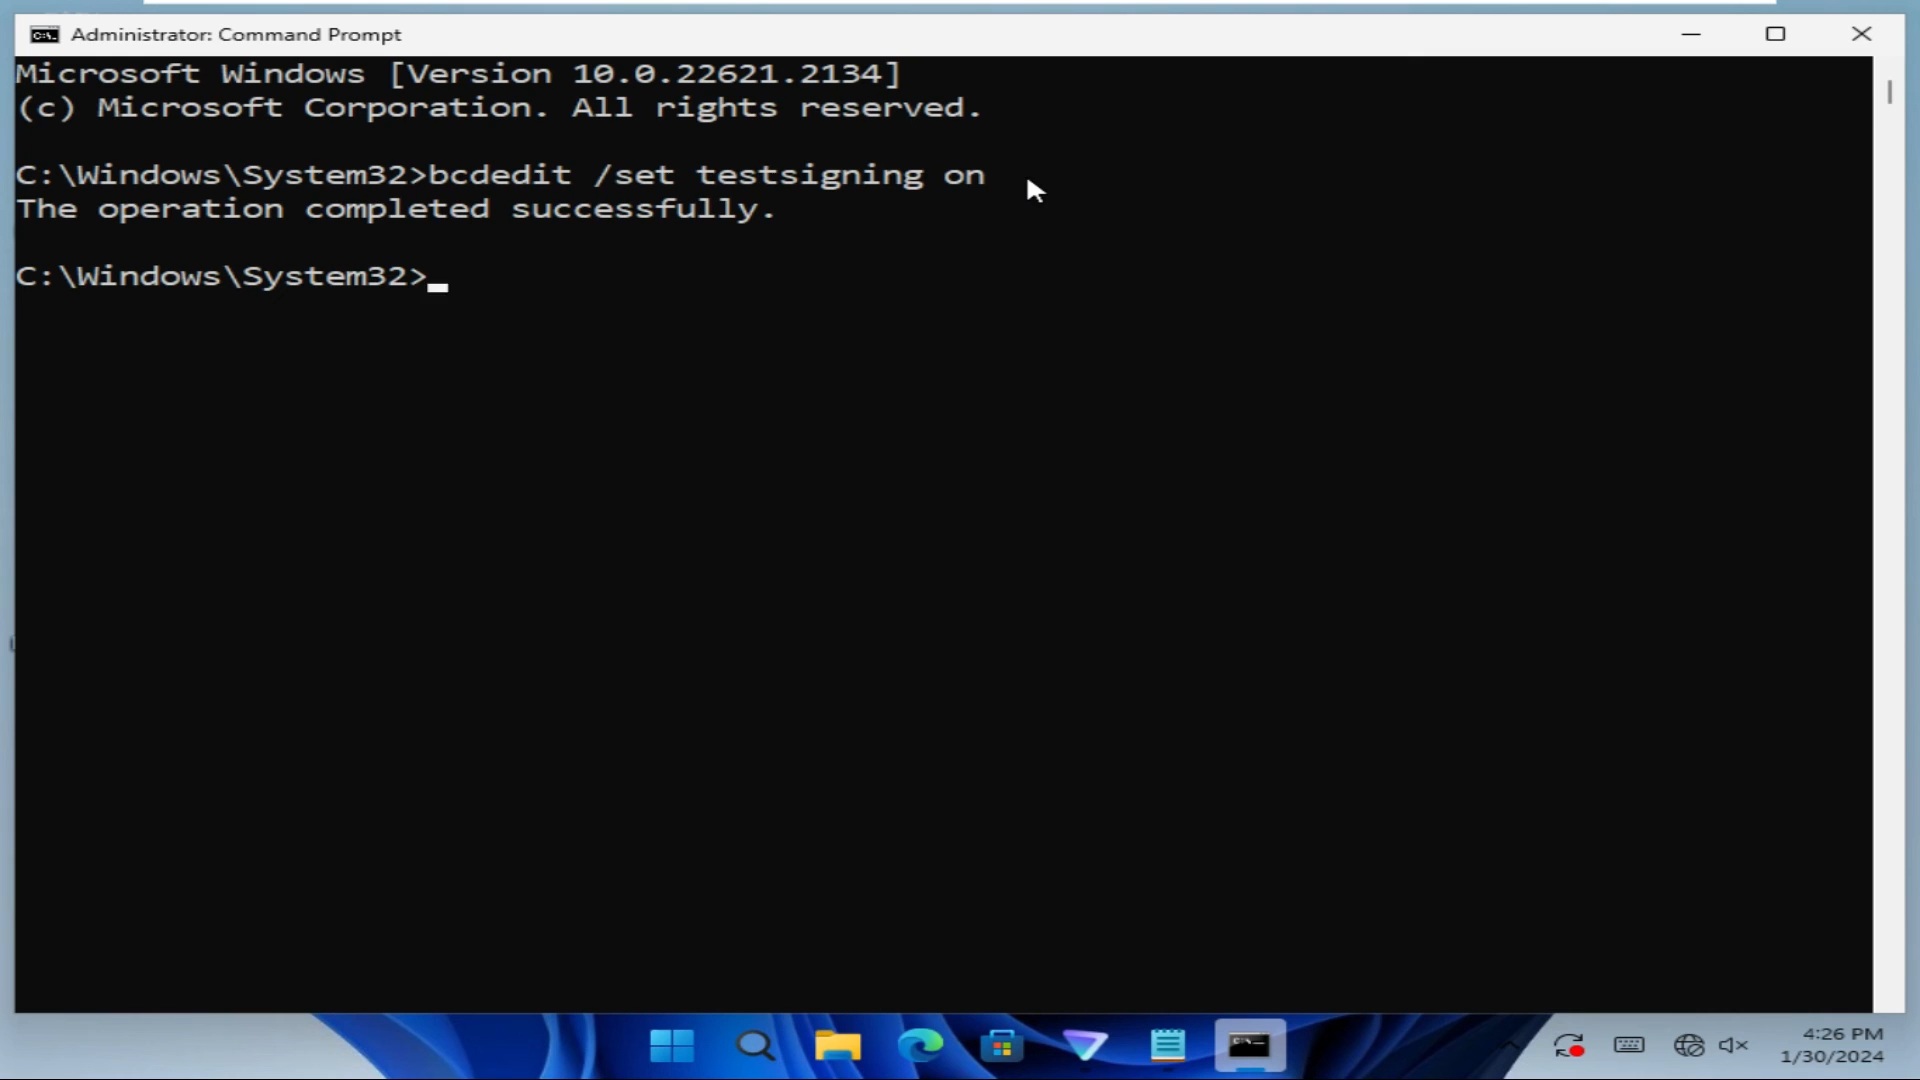 Administrator: Command Prompt
Microsoft Windows [Version 10.0.22621.2134]
(c) Microsoft Corporation. All rights reserved.
C:\Windows\System32>bcdedit /set testsigning on
The operation completed successfully.
C:\Windows\System32>
4:26 PM
1/30/2024